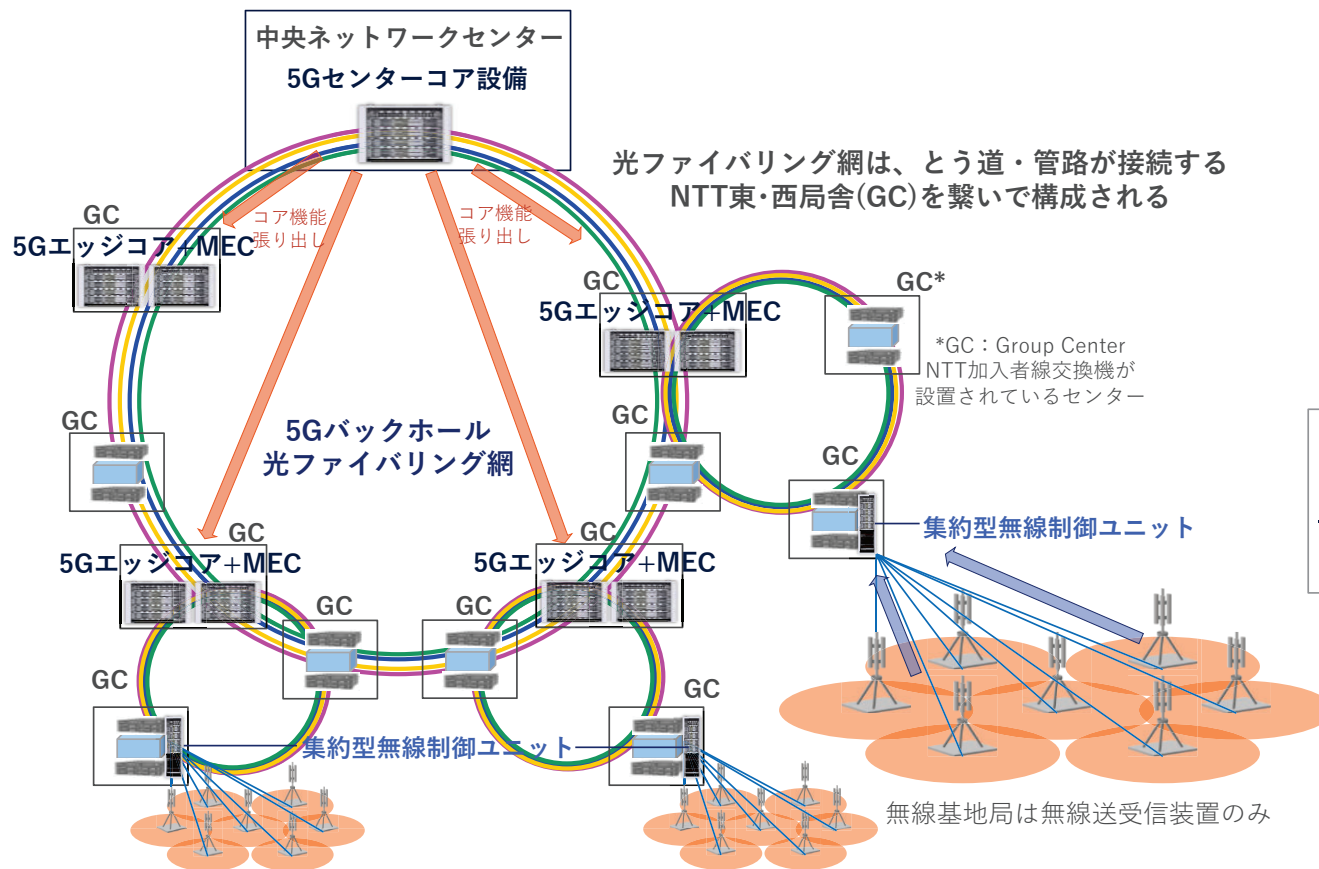 中央ネットワークセンター
5Gセンターコア設備
光ファイバリング網は、とう道・管路が接続する
NTT東･西局舎(GC)を繋いで構成される
コア機能
張り出し
コア機能
張り出し
GC
5Gエッジコア+MEC
GC
5Gエッジコア+MEC
GC*
*GC：Group Center
NTT加入者線交換機が
設置されているセンター
GC
5Gバックホール
光ファイバリング網
GC
GC
集約型無線制御ユニット
GC
5Gエッジコア+MEC
GC
5Gエッジコア+MEC
GC
GC
GC
GC
集約型無線制御ユニット
無線基地局は無線送受信装置のみ